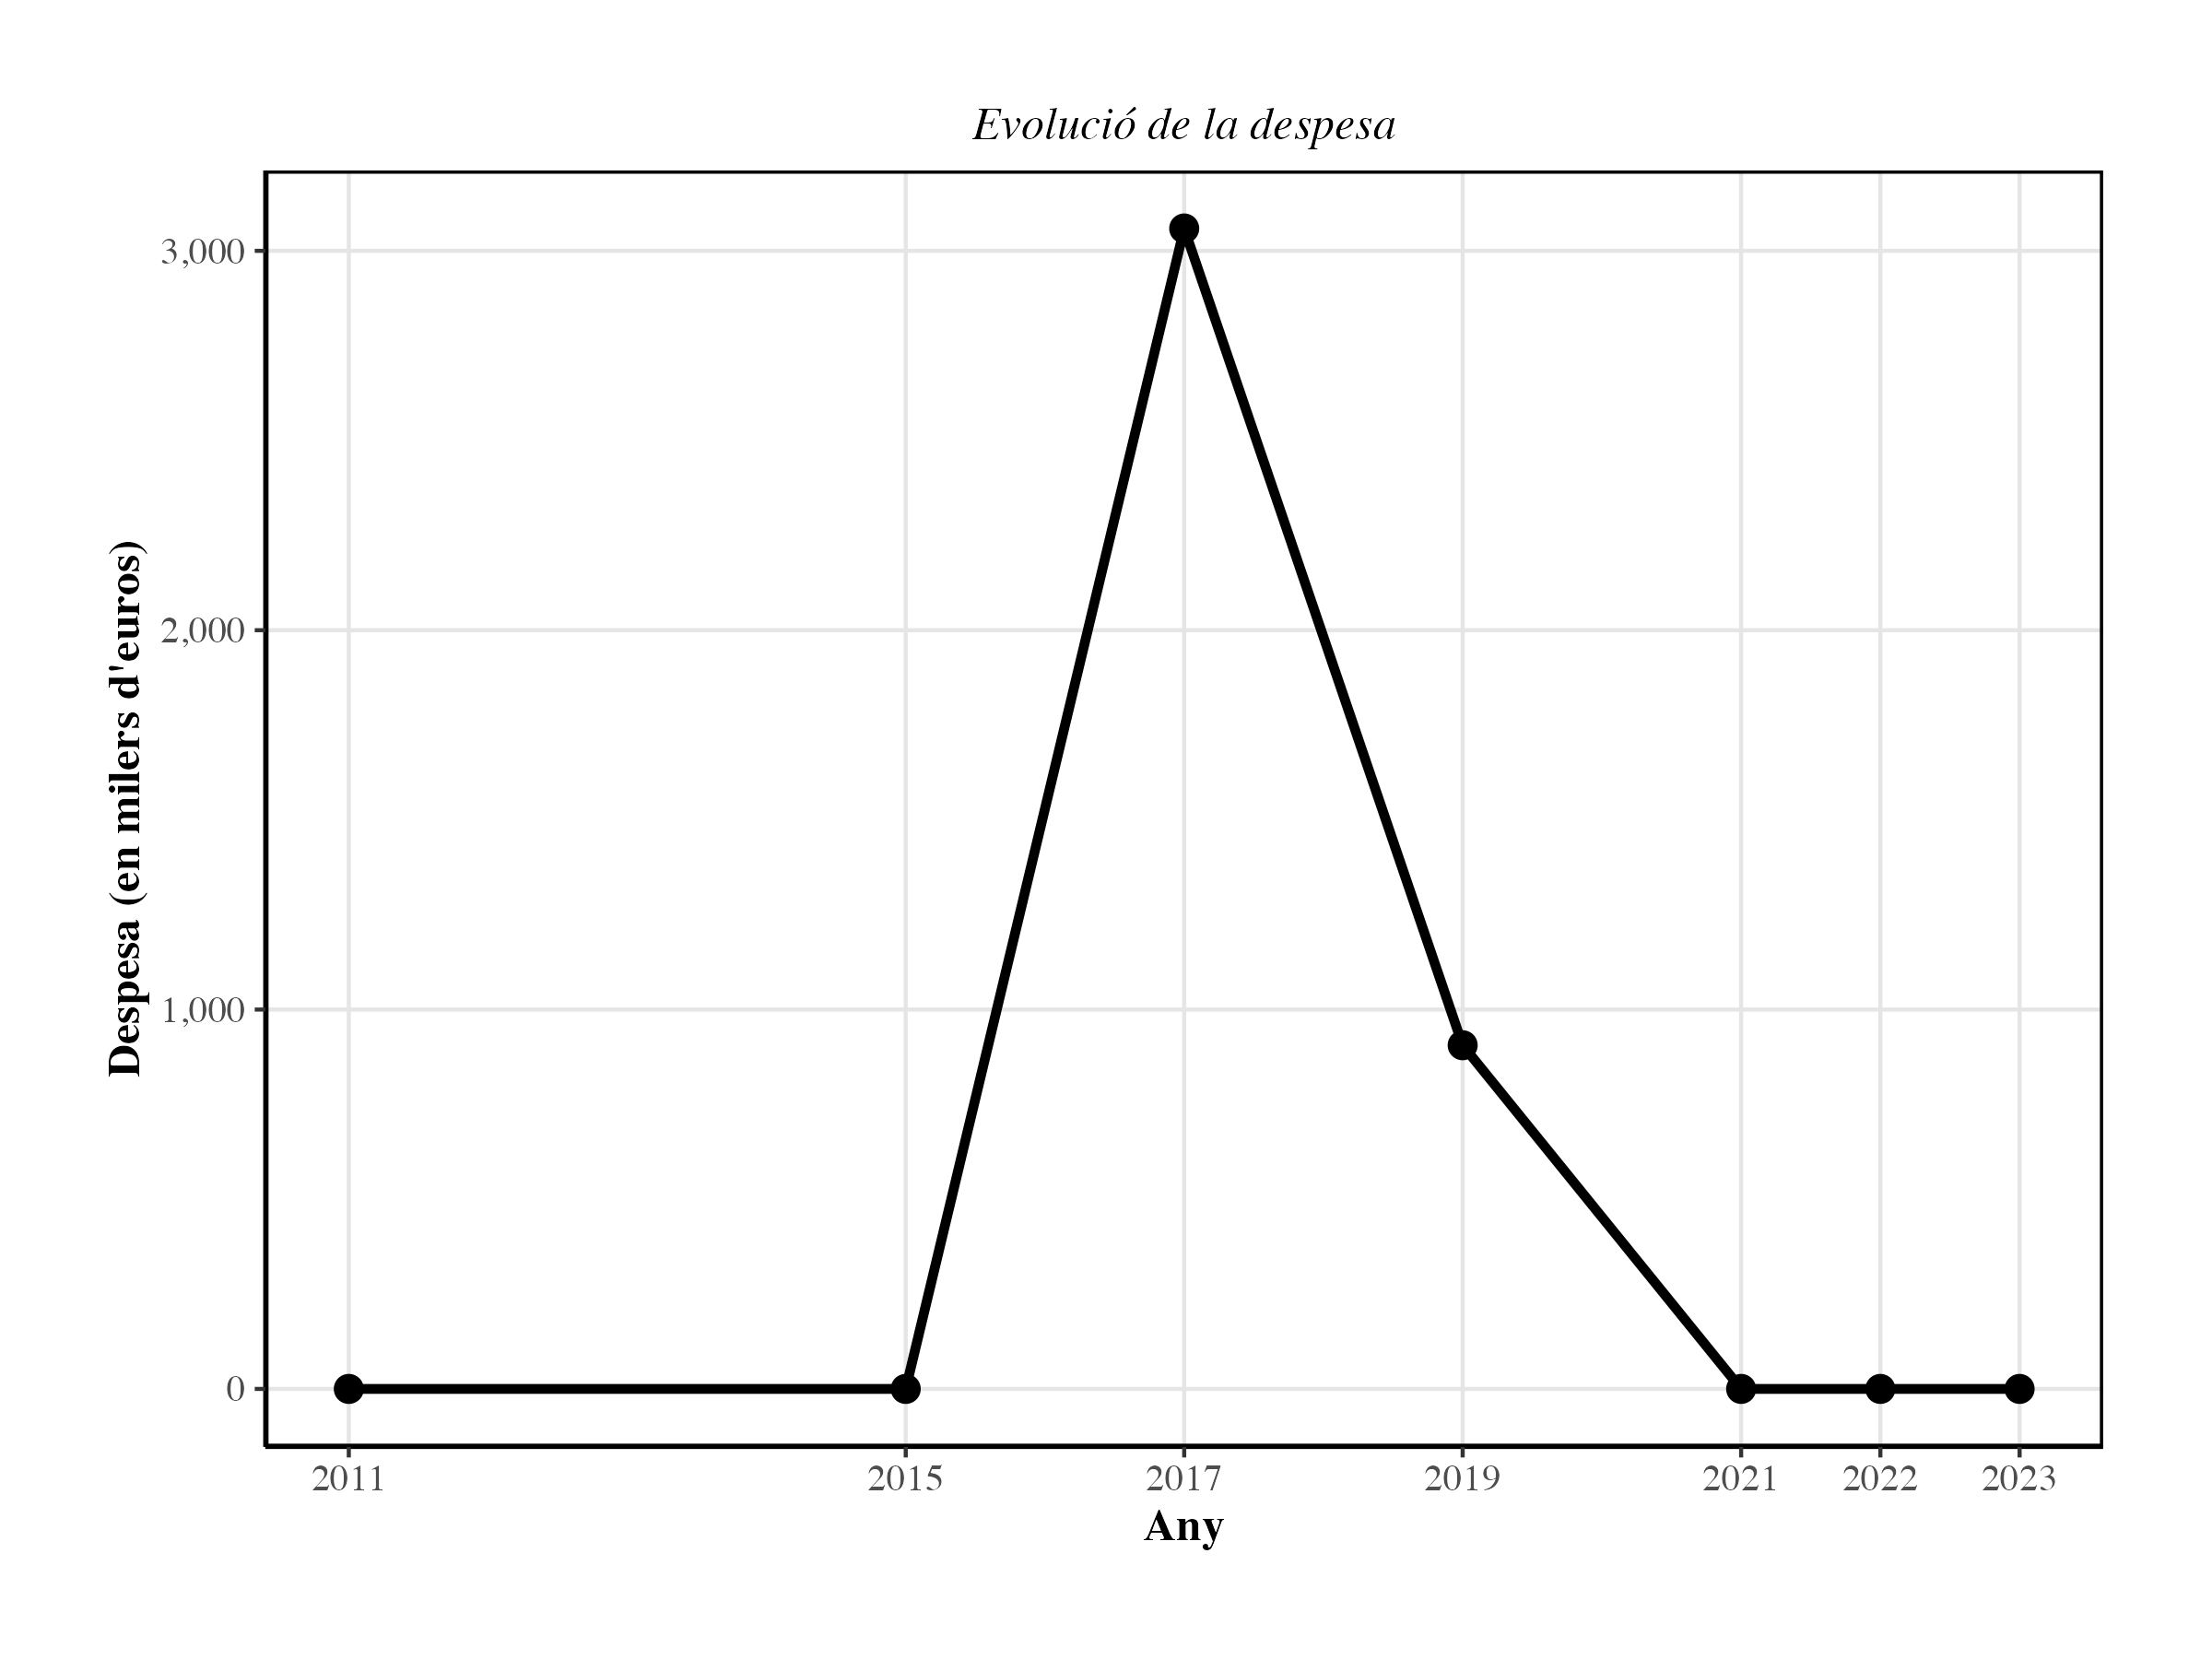 Evolució de la despesa
Despesa (en milers d'euros)
3,000
2,000
1,000
0
2011 2015 2017 2019 2021 2022 2023
Any